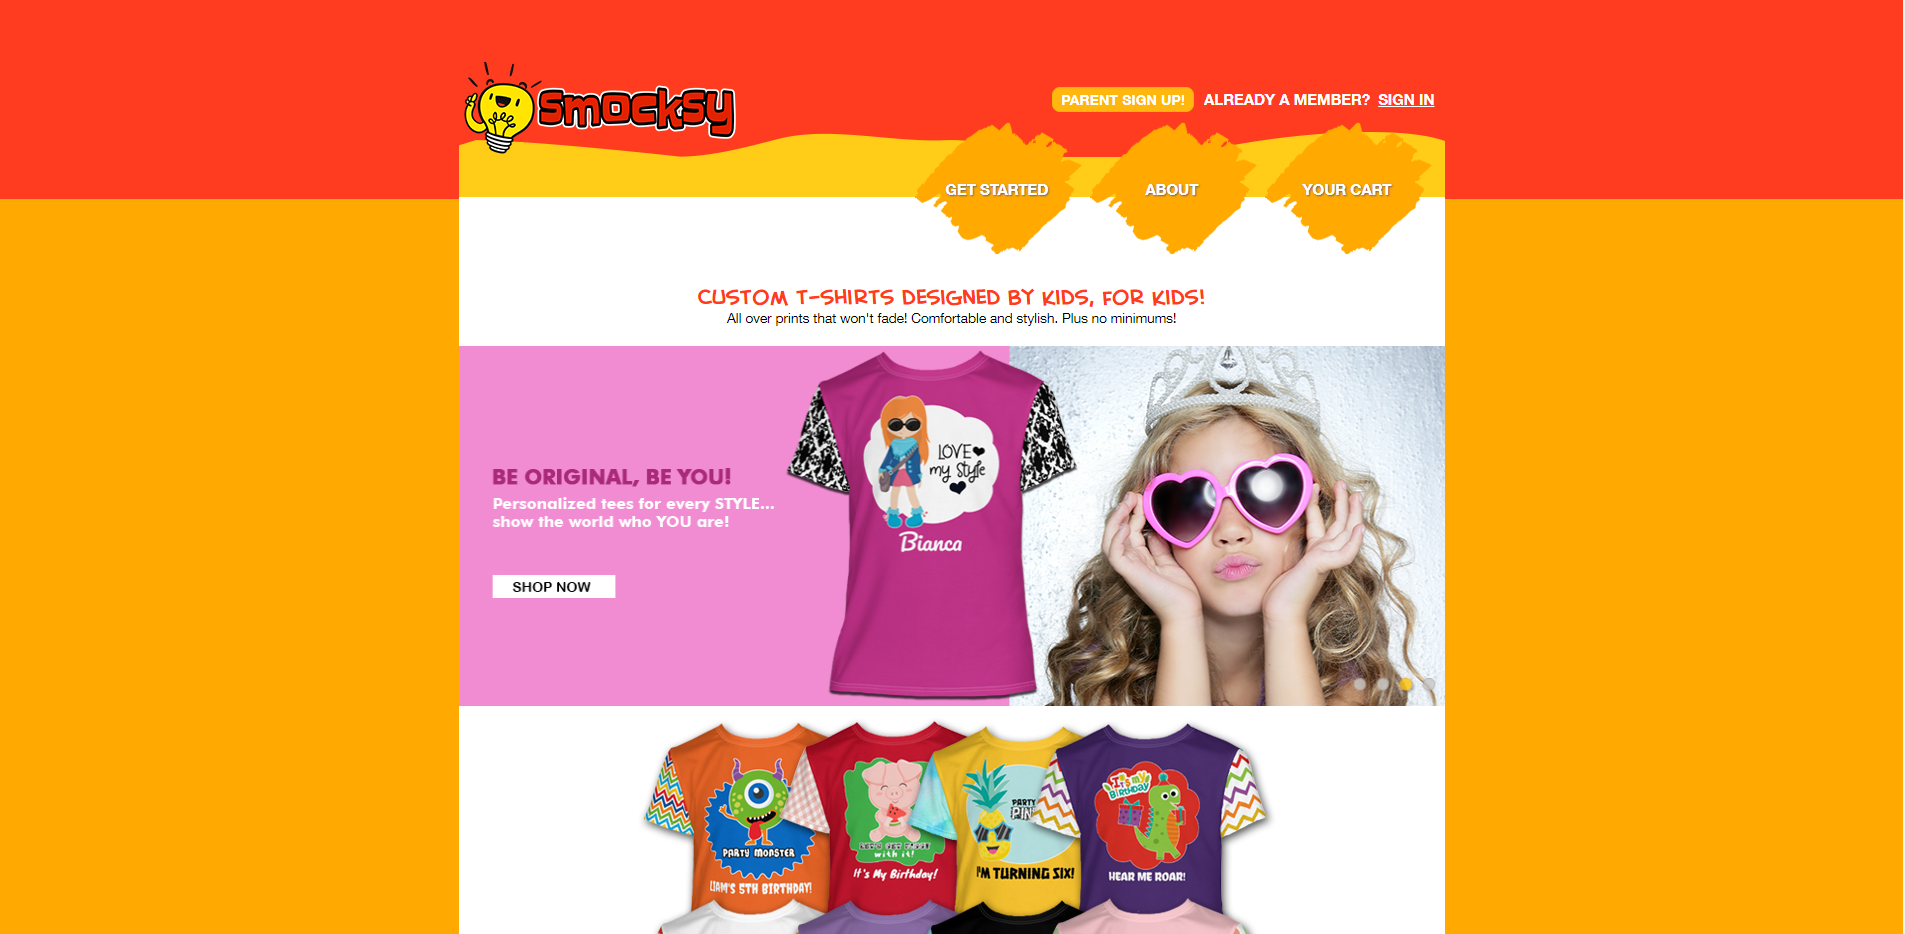 smocksy
PARENT SIGN UP!
ALREADY A MEMBER? SIGN IN
GET STARTED
ABOUT
YOUR CART
CUSTOM T-SHIRTS DESIGNED BY KIDS, FOR KIDS!
All over prints that won't fade! Comfortable and stylish. Plus no minimums!
BE ORIGINAL, BE YOU!
Personalized tees for every STYLE...
show the world who YOU are!
SHOP NOW
LOVE
my style
Bianca
PARTY MONSTER
LIAM'S 5TH BIRTHDAY!
with it!
It's My Birthday!
PARTY
I'M TURNING SIX!
IT'S MY
BIRTHDAY
HEAR ME ROAR!